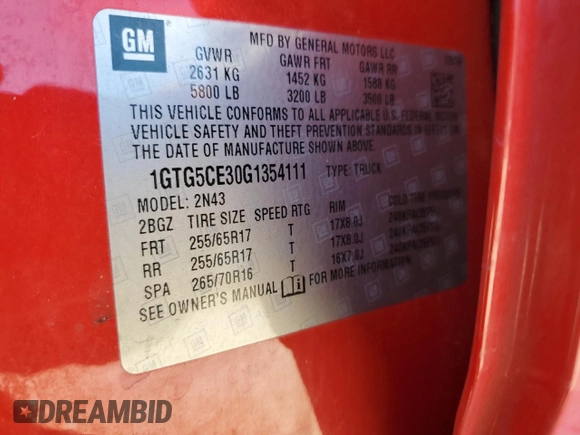 GM
MFD BY GENERAL MOTORS LLC
GVWR GAWR FRT GAWR RR
2631 KG 1452 KG 1588 KG
5800 LB 3200 LB 3500 LB
THIS VEHICLE CONFORMS TO ALL APPLICABLE U.S. FEDERAL MOTOR
VEHICLE SAFETY AND THEFT PREVENTION STANDARDS IN EFFECT ON
THE DATE OF MANUFACTURE SHOWN ABOVE.
1GTG5CE30G1354111 TYPE: TRUCK
MODEL: 2N43
2BGZ TIRE SIZE SPEED RTG RIM COLD TIRE PRESSURE
FRT 255/65R17 T 17X8.0J
RR 255/65R17 T 17X8.0J
SPA 265/70R16 T 16X7.0J
SEE OWNER'S MANUAL FOR MORE INFORMATION.
DREAMBID